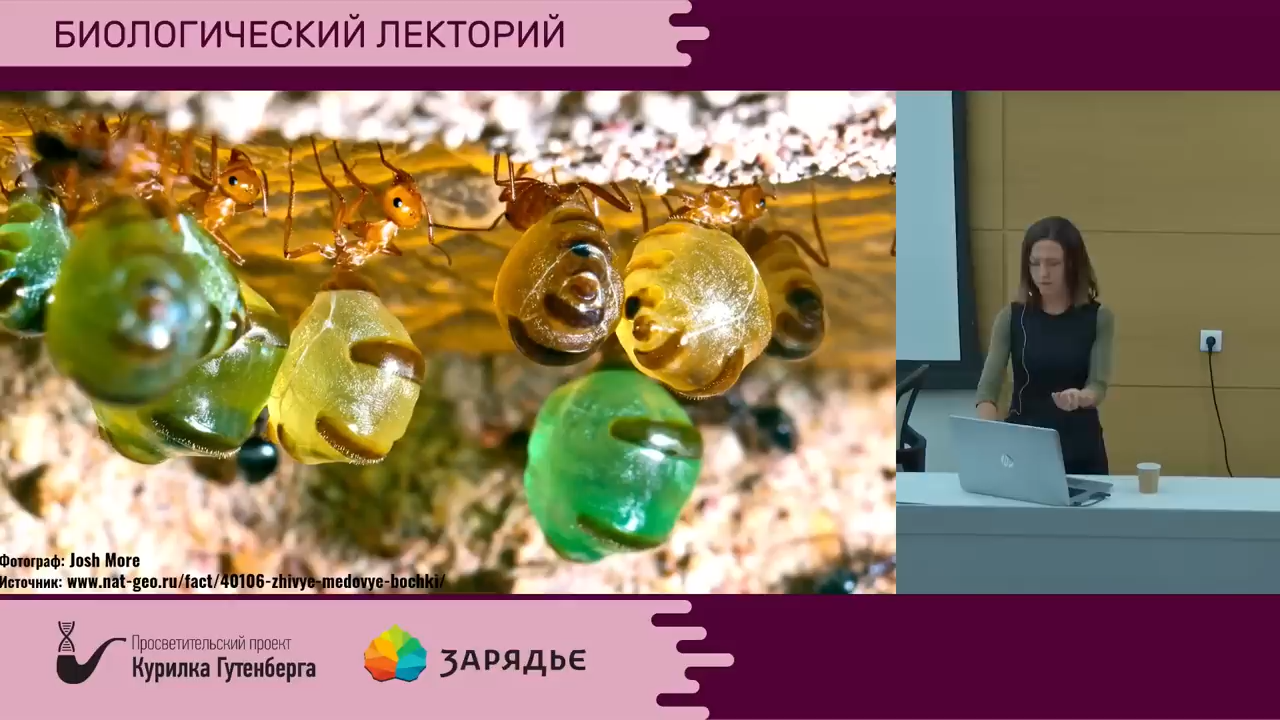 БИОЛОГИЧЕСКИЙ ЛЕКТОРИЙ
Фотограф: Josh More
Источник: www.nat-geo.ru/fact/40106-zhivye-medovye-bochki/
hp
Просветительский проект
Курилка Гутенберга
ЗАРЯДЬЕ